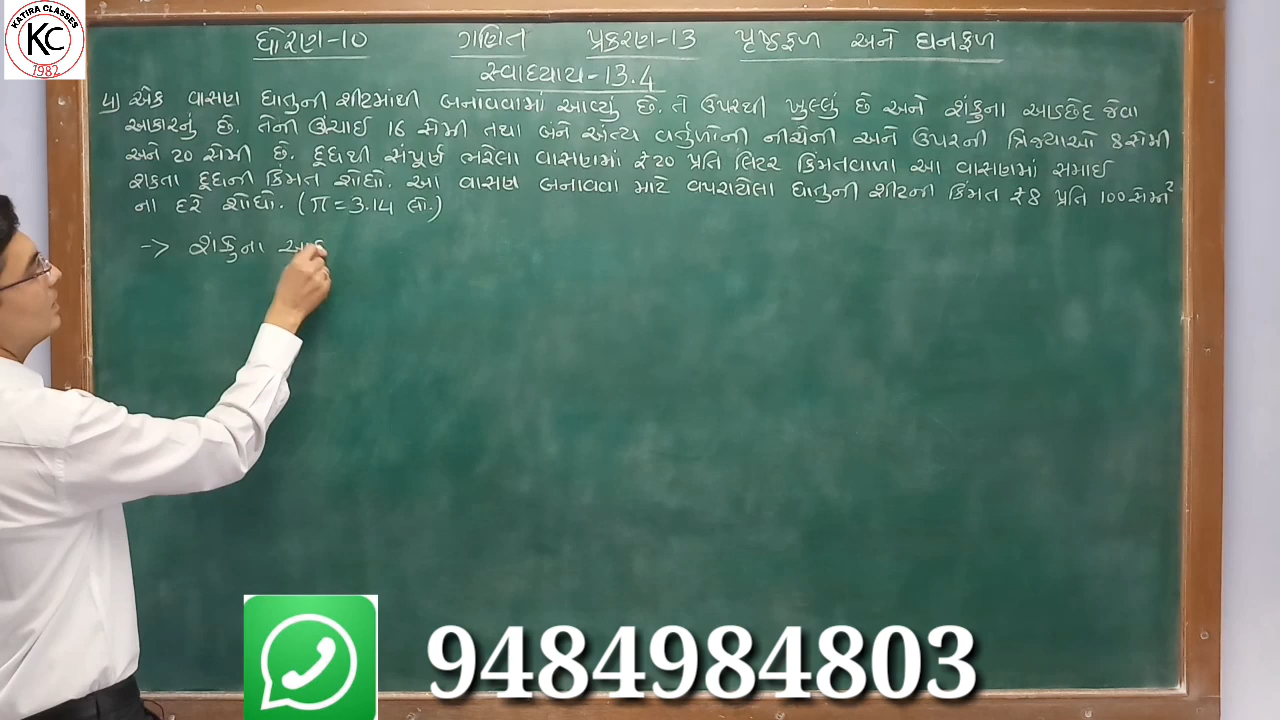 KATIRA CLASSES
KC
1982
ધોરણ-10 ગણિત પ્રકરણ-13 પૃષ્ઠફળ અને ઘનફળ
સ્વાધ્યાય-13.4
4) એક વાસણ ધાતુની શીટમાંથી બનાવવામાં આવ્યું છે. તે ઉપરથી ખુલ્લું છે અને શંકુના આડછેદ જેવા
આકારનું છે. તેની ઊંચાઈ 16 સેમી તથા બંને અંત્ય વર્તુળોની નીચેની અને ઉપરની ત્રિજ્યાઓ 8 સેમી
અને 20 સેમી છે. દૂધથી સંપૂર્ણ ભરેલા વાસણમાં ₹20 પ્રતિ લિટર કિંમતવાળા આ વાસણમાં સમાઈ
શકતા દૂધની કિંમત શોધો. આ વાસણ બનાવવા માટે વપરાયેલા ધાતુની શીટની કિંમત ₹8 પ્રતિ 100 સેમી²
ના દરે શોધો. (π = 3.14 લો.)
-> શંકુના આડ
9484984803